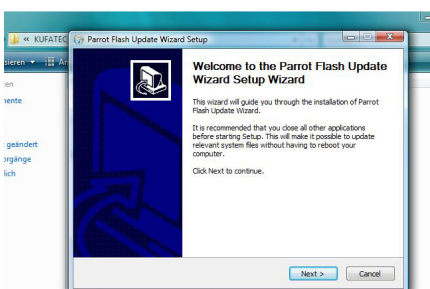 « KUFATEC
Parrot Flash Update Wizard Setup
sieren
An
en
mente
geändert
orgänge
lich
Welcome to the Parrot Flash Update
Wizard Setup Wizard
This wizard will guide you through the installation of Parrot
Flash Update Wizard.
It is recommended that you close all other applications
before starting Setup. This will make it possible to update
relevant system files without having to reboot your
computer.
Click Next to continue.
Next >
Cancel